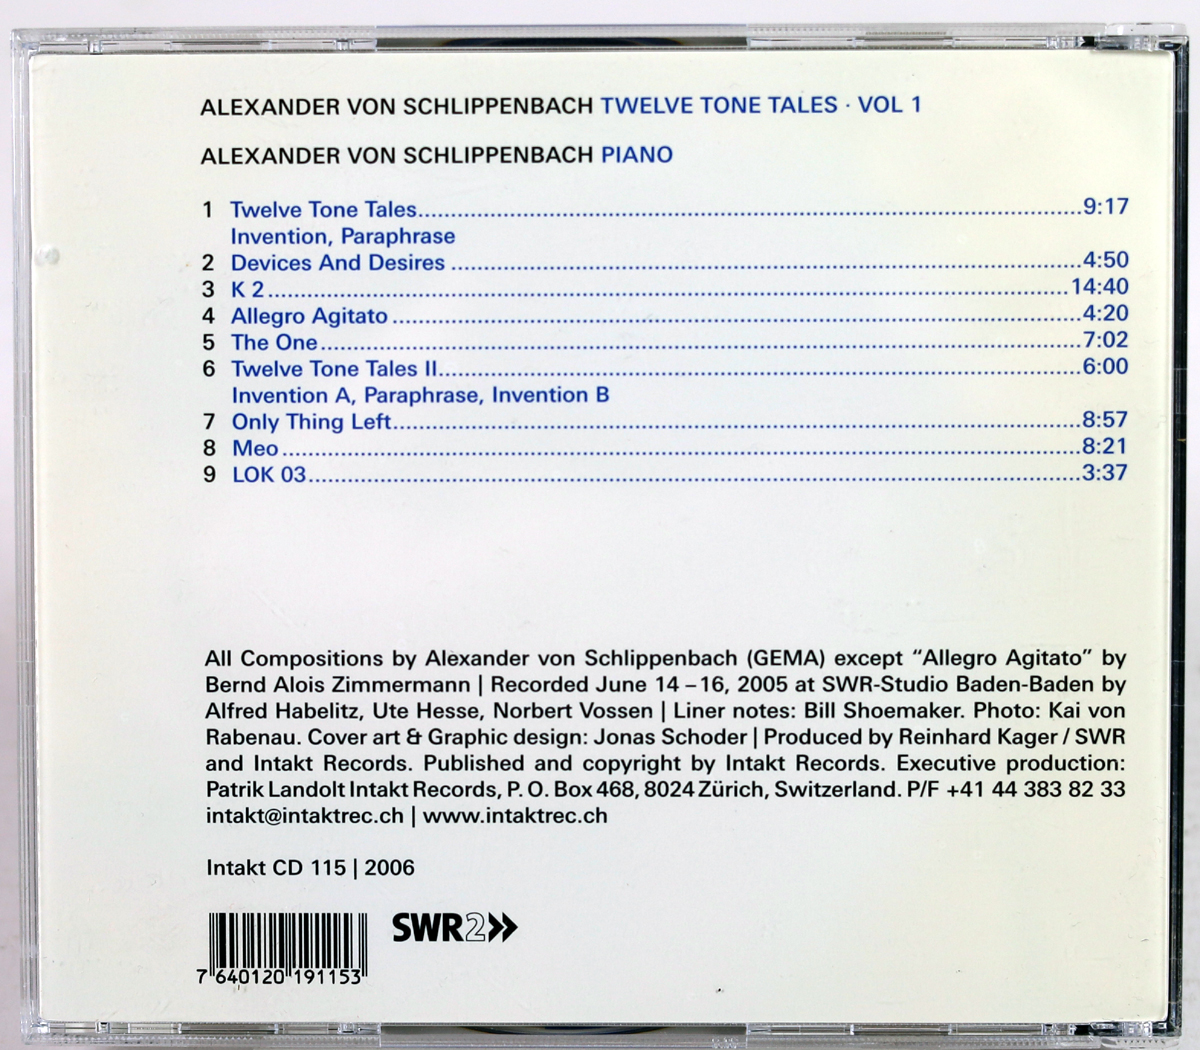 ALEXANDER VON SCHLIPPENBACH TWELVE TONE TALES · VOL 1
ALEXANDER VON SCHLIPPENBACH PIANO
1 Twelve Tone Tales........9:17
Invention, Paraphrase
2 Devices And Desires ........4:50
3 K 2........14:40
4 Allegro Agitato ........4:20
5 The One........7:02
6 Twelve Tone Tales II........6:00
Invention A, Paraphrase, Invention B
7 Only Thing Left........8:57
8 Meo ........8:21
9 LOK 03........3:37
All Compositions by Alexander von Schlippenbach (GEMA) except “Allegro Agitato” by
Bernd Alois Zimmermann | Recorded June 14 – 16, 2005 at SWR-Studio Baden-Baden by
Alfred Habelitz, Ute Hesse, Norbert Vossen | Liner notes: Bill Shoemaker. Photo: Kai von
Rabenau. Cover art & Graphic design: Jonas Schoder | Produced by Reinhard Kager / SWR
and Intakt Records. Published and copyright by Intakt Records. Executive production:
Patrik Landolt Intakt Records, P. O. Box 468, 8024 Zürich, Switzerland. P/F +41 44 383 82 33
intakt@intaktrec.ch | www.intaktrec.ch
Intakt CD 115 | 2006
SWR2
7 640120 191153